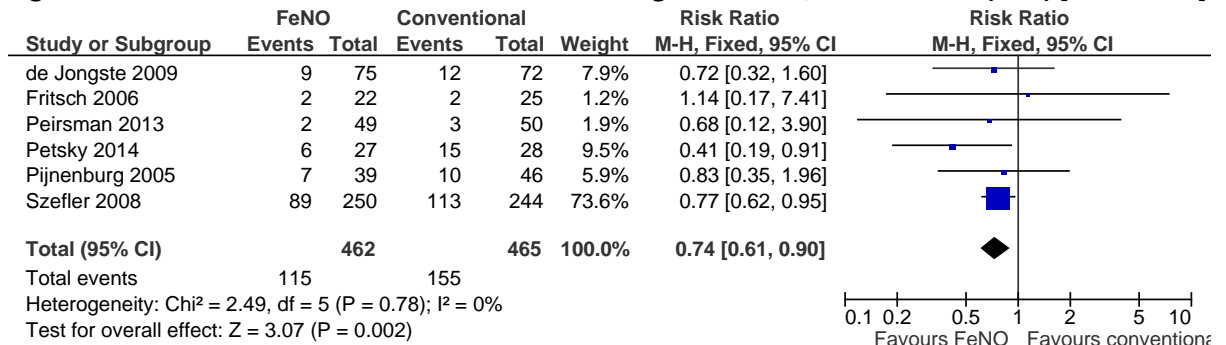 FeNO Conventional Risk Ratio Risk Ratio
Study or Subgroup Events Total Events Total Weight M-H, Fixed, 95% CI M-H, Fixed, 95% CI
de Jongste 2009 9 75 12 72 7.9% 0.72 [0.32, 1.60]
Fritsch 2006 2 22 2 25 1.2% 1.14 [0.17, 7.41]
Peirsman 2013 2 49 3 50 1.9% 0.68 [0.12, 3.90]
Petsky 2014 6 27 15 28 9.5% 0.41 [0.19, 0.91]
Pijnenburg 2005 7 39 10 46 5.9% 0.83 [0.35, 1.96]
Szefler 2008 89 250 113 244 73.6% 0.77 [0.62, 0.95]
Total (95% CI) 462 465 100.0% 0.74 [0.61, 0.90]
Total events 115 155
Heterogeneity: Chi² = 2.49, df = 5 (P = 0.78); I² = 0%
Test for overall effect: Z = 3.07 (P = 0.002)
0.1 0.2 0.5 1 2 5 10
Favours FeNO Favours conventiona